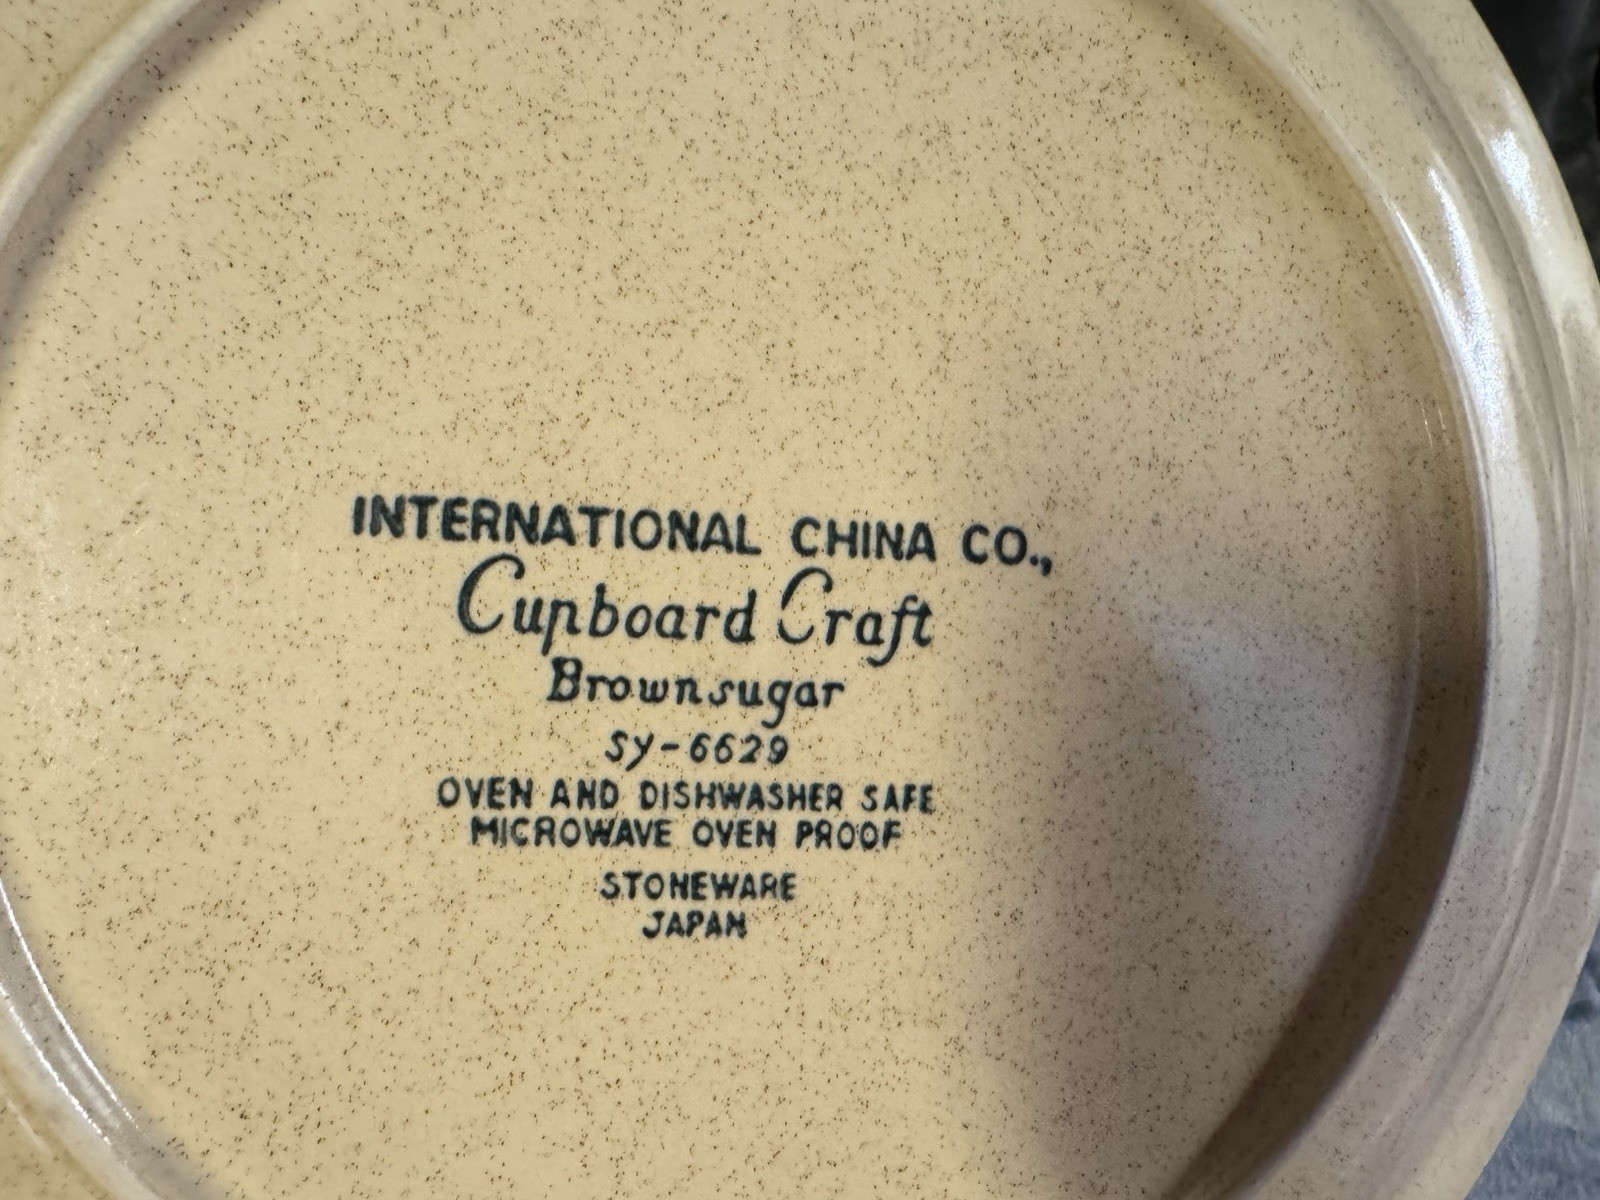 INTERNATIONAL CHINA CO.,
Cupboard Craft
Brownsugar
SY-6629
OVEN AND DISHWASHER SAFE
MICROWAVE OVEN PROOF
STONEWARE
JAPAN